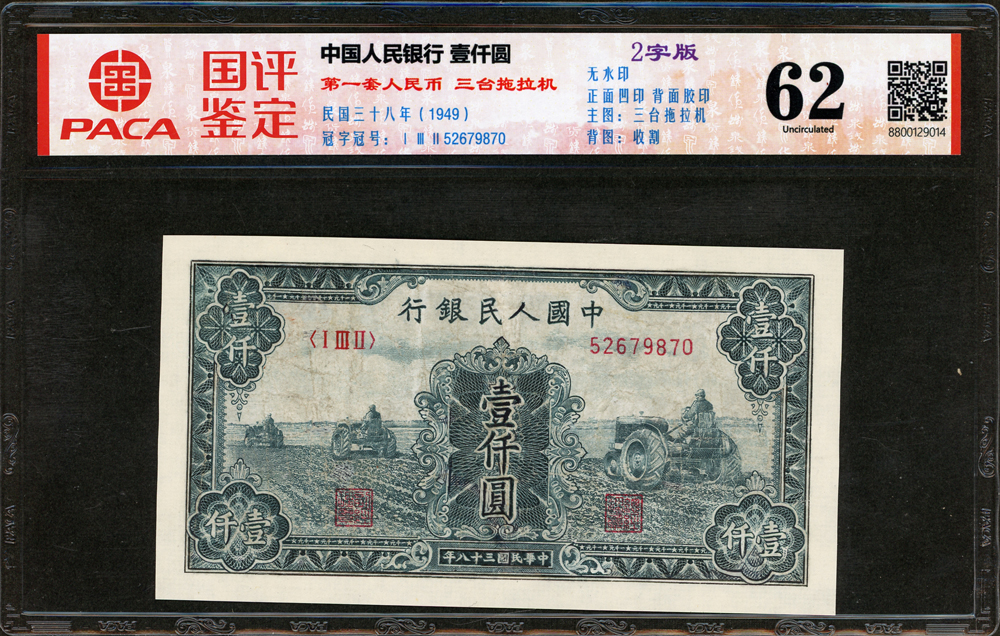 国评
鉴定
PACA
中国人民银行 壹仟圆
第一套人民币 三台拖拉机
民国三十八年（1949）
冠字冠号：Ⅰ Ⅲ Ⅱ 52679870
2字版
无水印
正面凹印 背面胶印
主图：三台拖拉机
背图：收割
62
Uncirculated
8800129014
壹仟
行銀民人國中
壹仟
〈Ⅰ Ⅲ Ⅱ〉
52679870
壹仟圓
仟壹
年八十三國民華中
仟壹